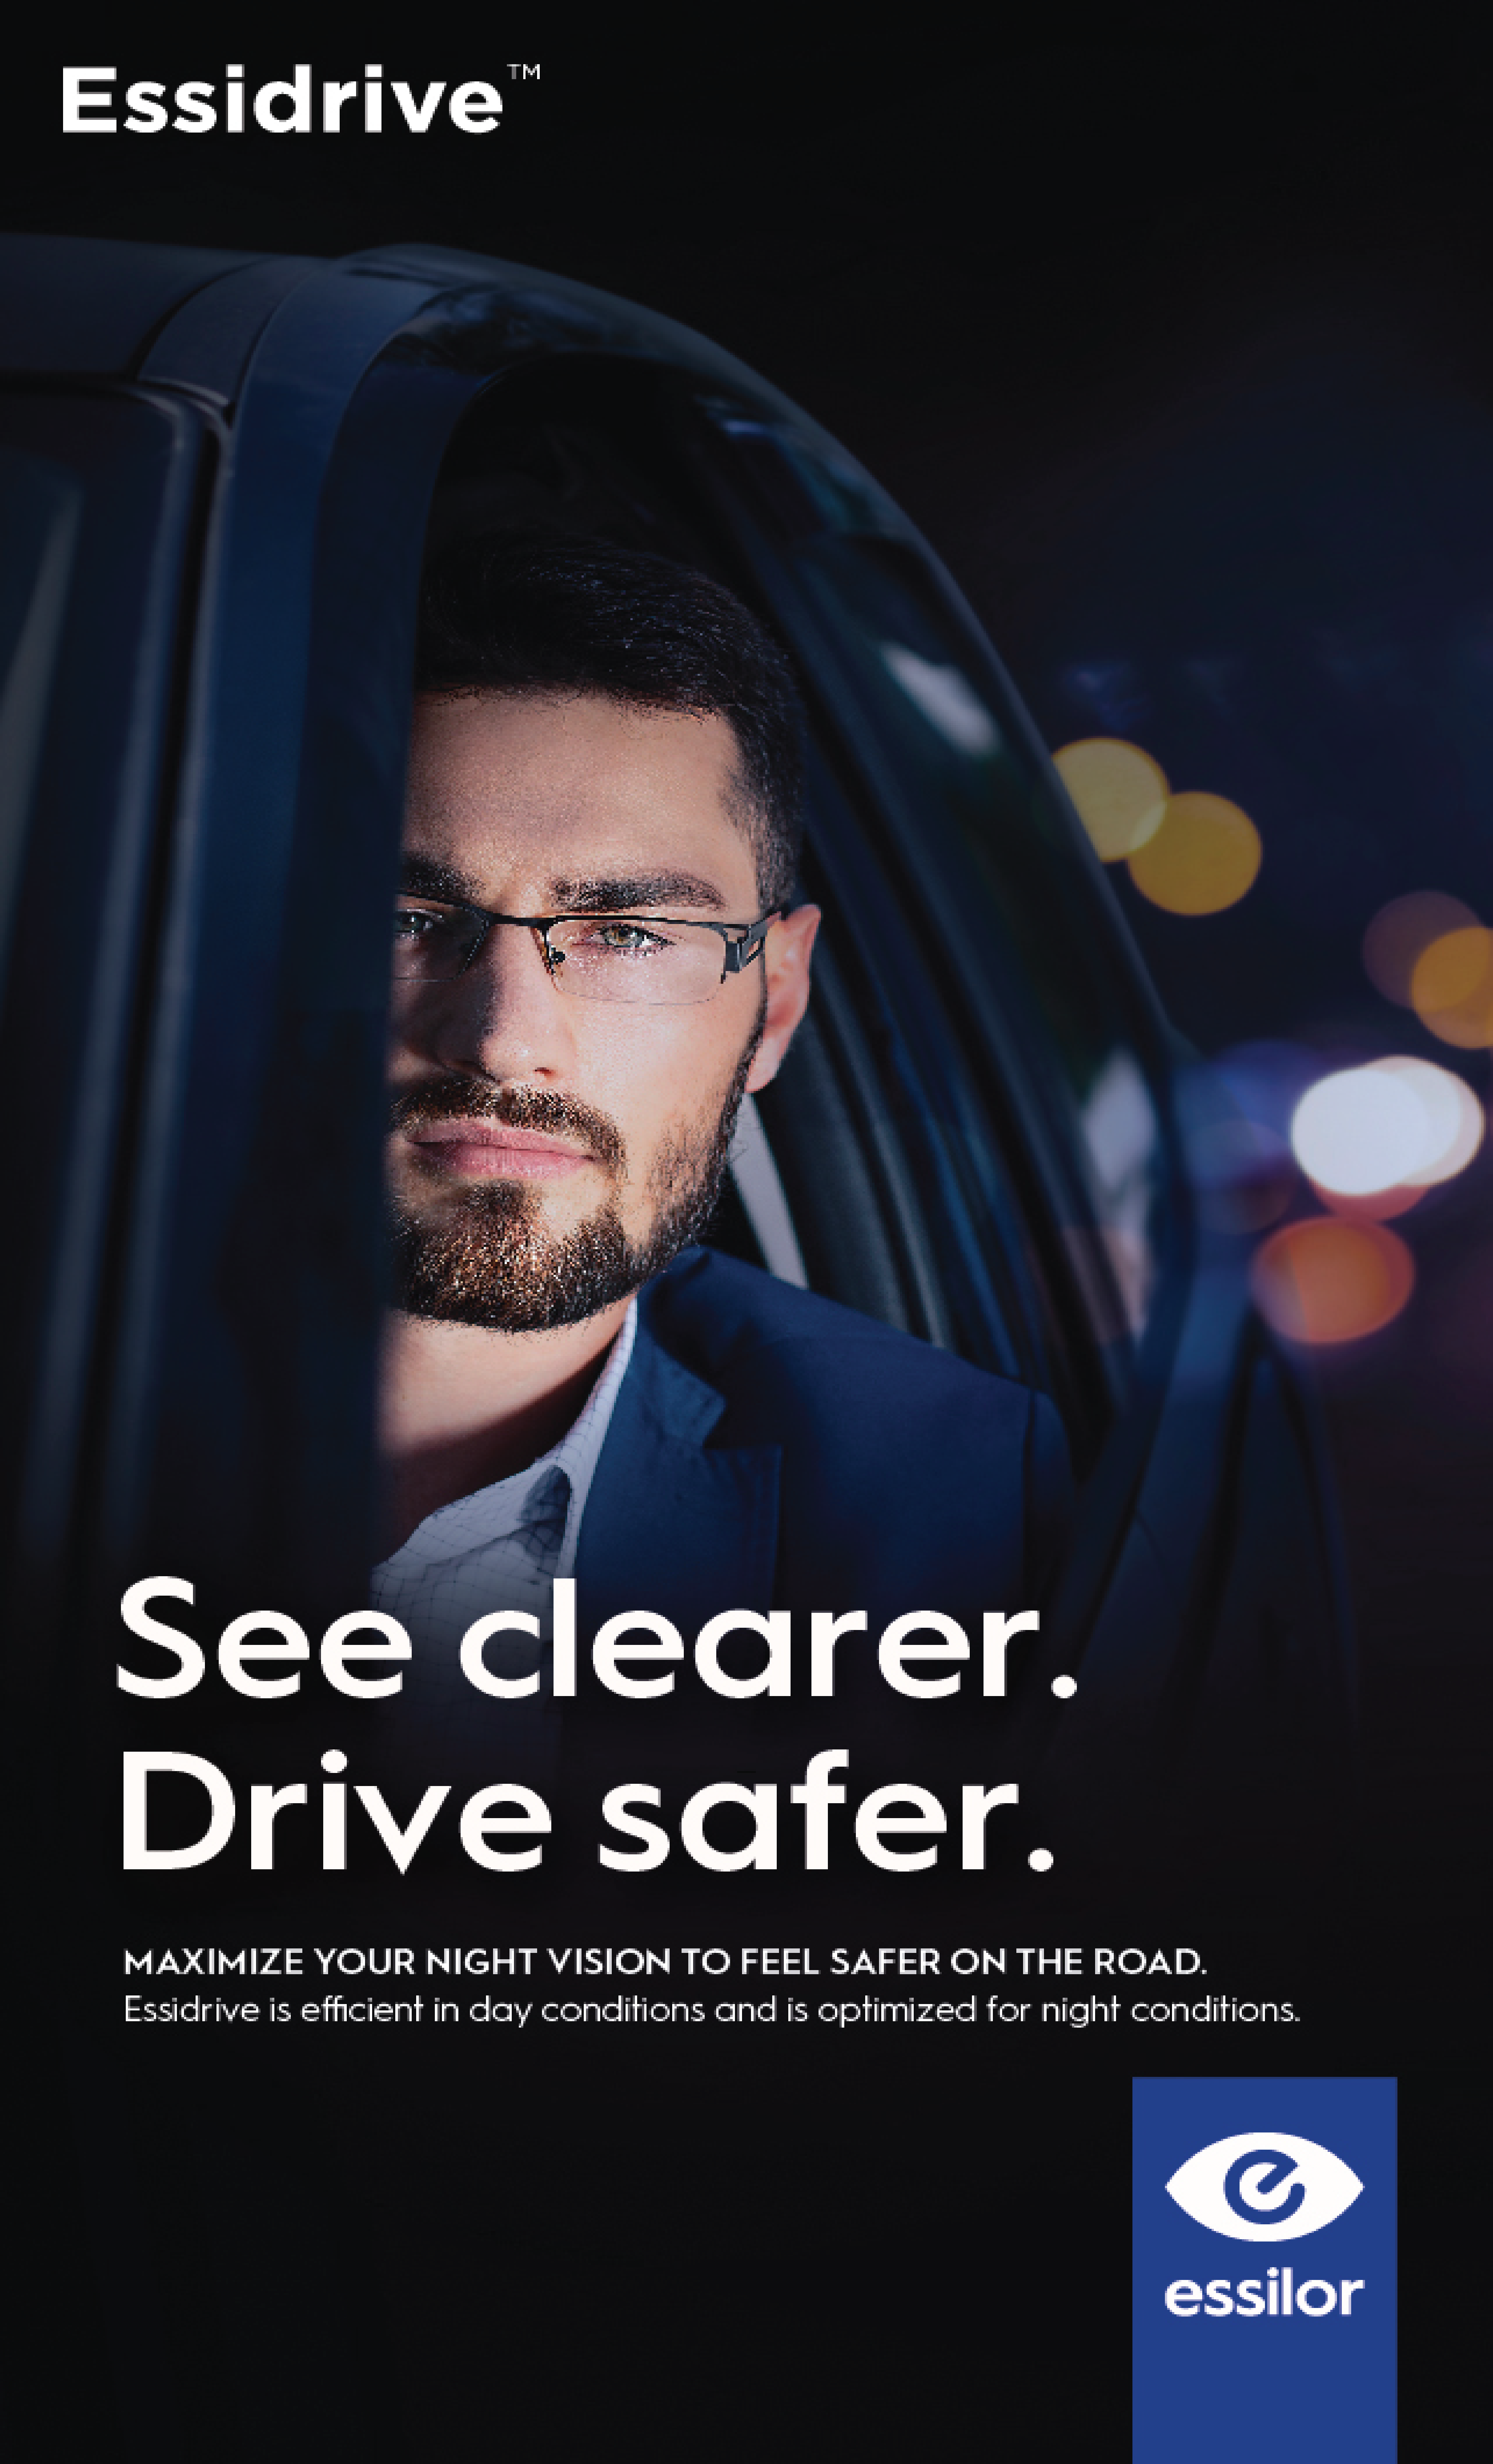 Essidrive™
See clearer.
Drive safer.
MAXIMIZE YOUR NIGHT VISION TO FEEL SAFER ON THE ROAD.
Essidrive is efficient in day conditions and is optimized for night conditions.
essilor